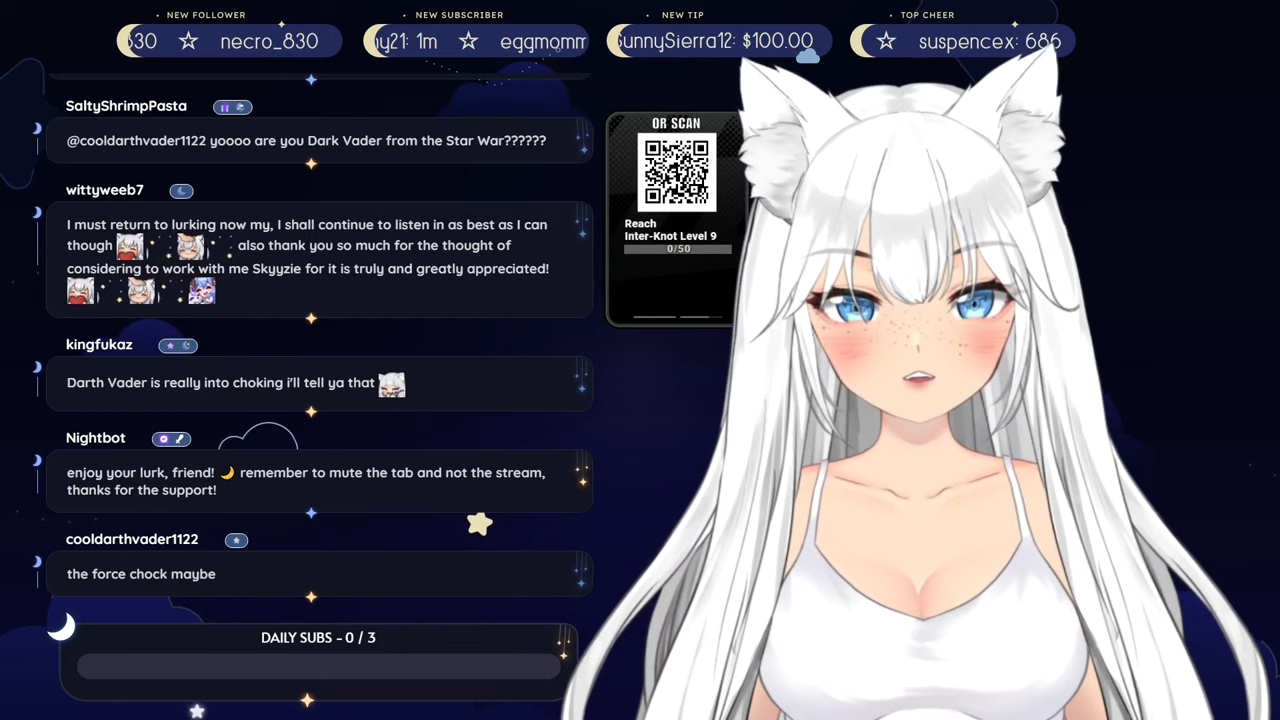 NEW FOLLOWER
NEW SUBSCRIBER
NEW TIP
TOP CHEER
830 ☆ necro_830
ny21: 1m ☆ eqqmomm
SunnySierra12: $100.00
☆ suspencex: 686
SaltyShrimpPasta
@cooldarthvader1122 yoooo are you Dark Vader from the Star War??????
wittyweeb7
I must return to lurking now my, I shall continue to listen in as best as I can
though also thank you so much for the thought of
considering to work with me Skyyzie for it is truly and greatly appreciated!
kingfukaz
Darth Vader is really into choking i'll tell ya that
Nightbot
enjoy your lurk, friend! 🌙 remember to mute the tab and not the stream,
thanks for the support!
cooldarthvader1122
the force chock maybe
DAILY SUBS - 0 / 3
OR SCAN
Reach
Inter-Knot Level 9
0/50